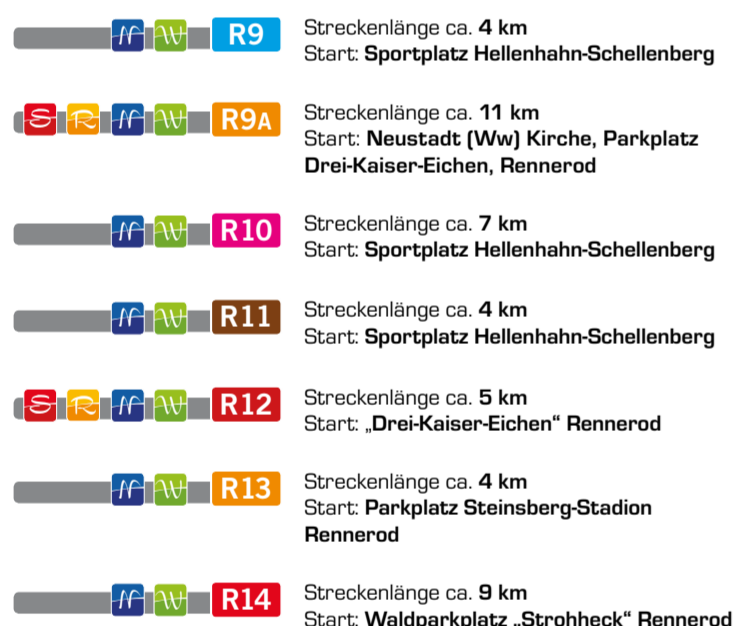 N W R9 Streckenlänge ca. 4 km
Start: Sportplatz Hellenhahn-Schellenberg
S R N W R9A Streckenlänge ca. 11 km
Start: Neustadt (Ww) Kirche, Parkplatz
Drei-Kaiser-Eichen, Rennerod
N W R10 Streckenlänge ca. 7 km
Start: Sportplatz Hellenhahn-Schellenberg
N W R11 Streckenlänge ca. 4 km
Start: Sportplatz Hellenhahn-Schellenberg
S R N W R12 Streckenlänge ca. 5 km
Start: „Drei-Kaiser-Eichen“ Rennerod
N W R13 Streckenlänge ca. 4 km
Start: Parkplatz Steinsberg-Stadion
Rennerod
N W R14 Streckenlänge ca. 9 km
Start: Waldparkplatz „Strohheck“ Rennerod